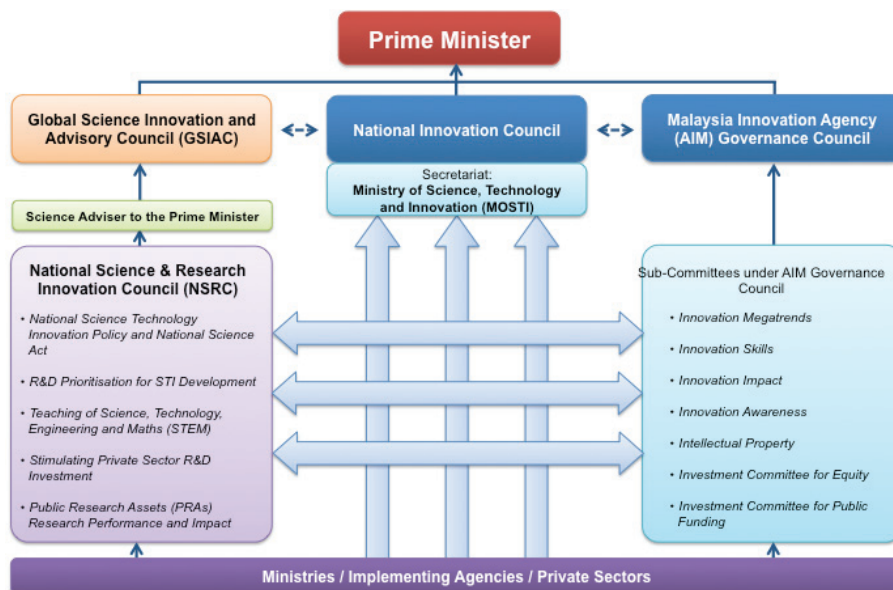 Prime Minister
Global Science Innovation and
Advisory Council (GSIAC)
National Innovation Council
Malaysia Innovation Agency
(AIM) Governance Council
Secretariat:
Ministry of Science, Technology
and Innovation (MOSTI)
Science Adviser to the Prime Minister
National Science & Research
Innovation Council (NSRC)
• National Science Technology
Innovation Policy and National Science
Act
• R&D Prioritisation for STI Development
• Teaching of Science, Technology,
Engineering and Maths (STEM)
• Stimulating Private Sector R&D
Investment
• Public Research Assets (PRAs)
Research Performance and Impact
Sub-Committees under AIM Governance
Council
• Innovation Megatrends
• Innovation Skills
• Innovation Impact
• Innovation Awareness
• Intellectual Property
• Investment Committee for Equity
• Investment Committee for Public
Funding
Ministries / Implementing Agencies / Private Sectors